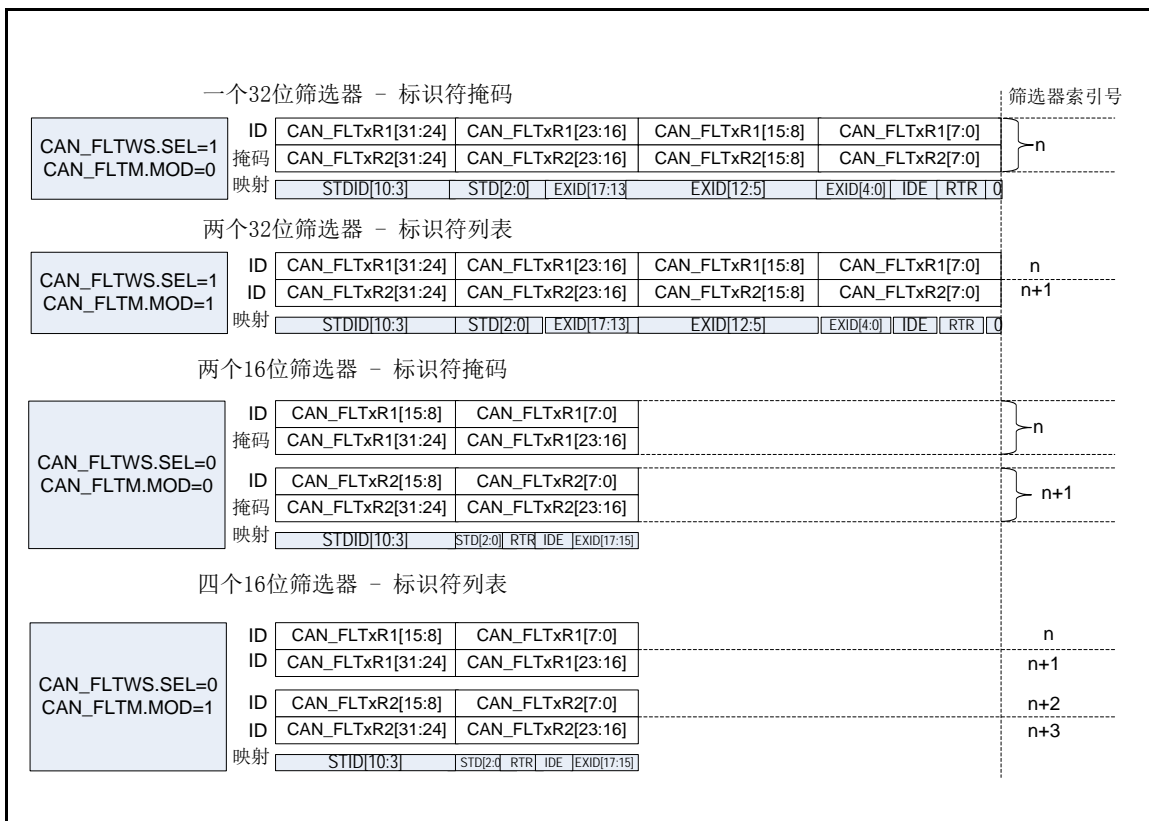 一个32位筛选器 - 标识符掩码
筛选器索引号
CAN_FLTWS.SEL=1
CAN_FLTM.MOD=0
ID CAN_FLTxR1[31:24] CAN_FLTxR1[23:16] CAN_FLTxR1[15:8] CAN_FLTxR1[7:0]
掩码 CAN_FLTxR2[31:24] CAN_FLTxR2[23:16] CAN_FLTxR2[15:8] CAN_FLTxR2[7:0]
n
映射 STDID[10:3] STD[2:0] EXID[17:13 EXID[12:5] EXID[4:0] IDE RTR 0
两个32位筛选器 - 标识符列表
CAN_FLTWS.SEL=1
CAN_FLTM.MOD=1
ID CAN_FLTxR1[31:24] CAN_FLTxR1[23:16] CAN_FLTxR1[15:8] CAN_FLTxR1[7:0] n
ID CAN_FLTxR2[31:24] CAN_FLTxR2[23:16] CAN_FLTxR2[15:8] CAN_FLTxR2[7:0] n+1
映射 STDID[10:3] STD[2:0] EXID[17:13] EXID[12:5] EXID[4:0] IDE RTR 0
两个16位筛选器 - 标识符掩码
CAN_FLTWS.SEL=0
CAN_FLTM.MOD=0
ID CAN_FLTxR1[15:8] CAN_FLTxR1[7:0]
掩码 CAN_FLTxR1[31:24] CAN_FLTxR1[23:16]
n
ID CAN_FLTxR2[15:8] CAN_FLTxR2[7:0]
掩码 CAN_FLTxR2[31:24] CAN_FLTxR2[23:16]
n+1
映射 STDID[10:3] STD[2:0] RTR IDE EXID[17:15]
四个16位筛选器 - 标识符列表
CAN_FLTWS.SEL=0
CAN_FLTM.MOD=1
ID CAN_FLTxR1[15:8] CAN_FLTxR1[7:0] n
ID CAN_FLTxR1[31:24] CAN_FLTxR1[23:16] n+1
ID CAN_FLTxR2[15:8] CAN_FLTxR2[7:0] n+2
ID CAN_FLTxR2[31:24] CAN_FLTxR2[23:16] n+3
映射 STID[10:3] STD[2:0 RTR IDE EXID[17:15]